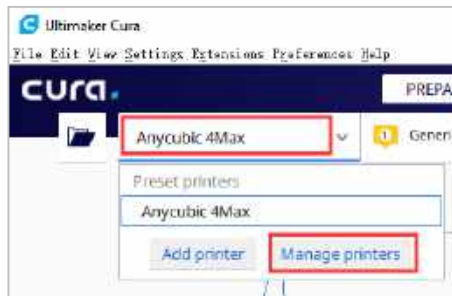 Ultimaker Cura
File Edit View Settings Extensions Preferences Help
cura.
PREPA
Anycubic 4Max
1
Generi
Preset printers
Anycubic 4Max
Add printer
Manage printers